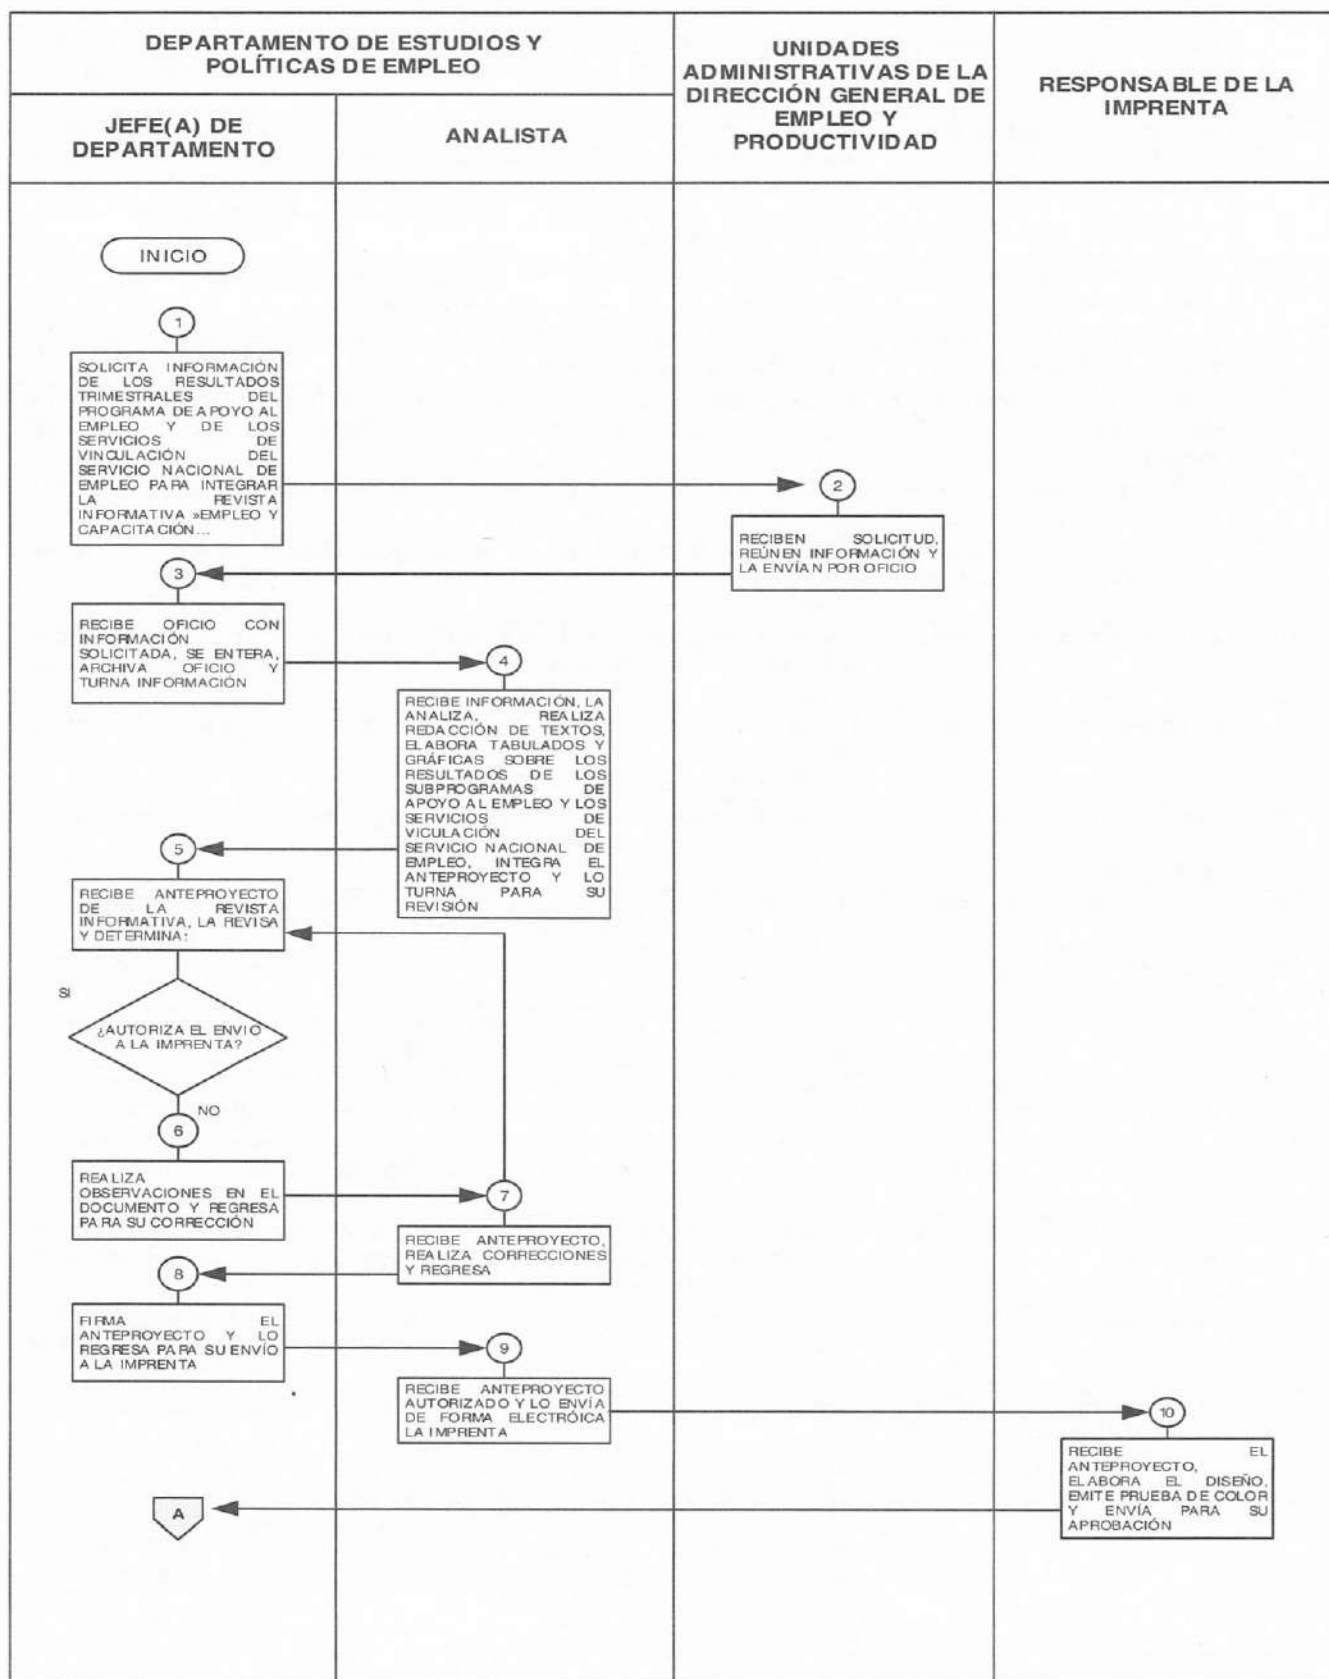 DEPARTAMENTO DE ESTUDIOS Y
POLÍTICAS DE EMPLEO
UNIDADES
ADMINISTRATIVAS DE LA
DIRECCIÓN GENERAL DE
EMPLEO Y
PRODUCTIVIDAD
RESPONSABLE DE LA
IMPRENTA
JEFE(A) DE
DEPARTAMENTO
ANALISTA
INICIO
1
SOLICITA INFORMACIÓN
DE LOS RESULTADOS
TRIMESTRALES DEL
PROGRAMA DE APOYO AL
EMPLEO Y DE LOS
SERVICIOS DE
VINCULACIÓN DEL
SERVICIO NACIONAL DE
EMPLEO PARA INTEGRAR
LA REVISTA
INFORMATIVA »EMPLEO Y
CAPACITACIÓN...
2
RECIBEN SOLICITUD,
REÚNEN INFORMACIÓN Y
LA ENVÍAN POR OFICIO
3
RECIBE OFICIO CON
INFORMACIÓN
SOLICITADA, SE ENTERA,
ARCHIVA OFICIO Y
TURNA INFORMACIÓN
4
RECIBE INFORMACIÓN, LA
ANALIZA, REALIZA
REDACCIÓN DE TEXTOS,
ELABORA TABULADOS Y
GRÁFICAS SOBRE LOS
RESULTADOS DE LOS
SUBPROGRAMAS DE
APOYO AL EMPLEO Y LOS
SERVICIOS DE
VICULACIÓN DEL
SERVICIO NACIONAL DE
EMPLEO, INTEGRA EL
ANTEPROYECTO Y LO
TURNA PARA SU
REVISIÓN
5
RECIBE ANTEPROYECTO
DE LA REVISTA
INFORMATIVA, LA REVISA
Y DETERMINA:
SI
¿AUTORIZA EL ENVIO
A LA IMPRENTA?
NO
6
REALIZA
OBSERVACIONES EN EL
DOCUMENTO Y REGRESA
PARA SU CORRECCIÓN
7
RECIBE ANTEPROYECTO,
REALIZA CORRECCIONES
Y REGRESA
8
FIRMA EL
ANTEPROYECTO Y LO
REGRESA PARA SU ENVÍO
A LA IMPRENTA
9
RECIBE ANTEPROYECTO
AUTORIZADO Y LO ENVÍA
DE FORMA ELECTRÓICA
LA IMPRENTA
10
RECIBE EL
ANTEPROYECTO,
ELABORA EL DISEÑO,
EMITE PRUEBA DE COLOR
Y ENVÍA PARA SU
APROBACIÓN
A